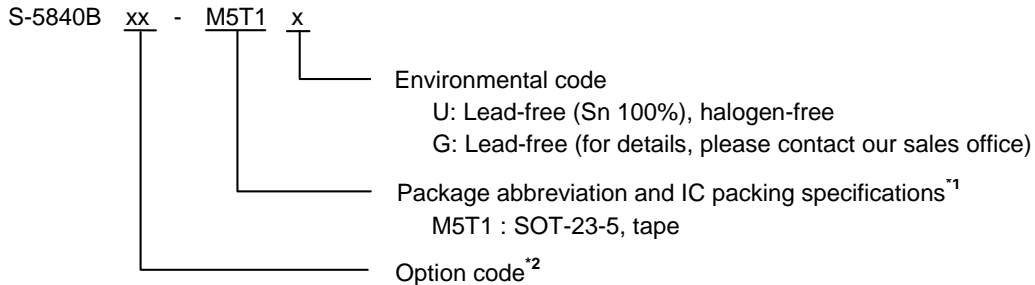 S-5840B xx - M5T1 x
Environmental code
U: Lead-free (Sn 100%), halogen-free
G: Lead-free (for details, please contact our sales office)
Package abbreviation and IC packing specifications*1
M5T1 : SOT-23-5, tape
Option code*2